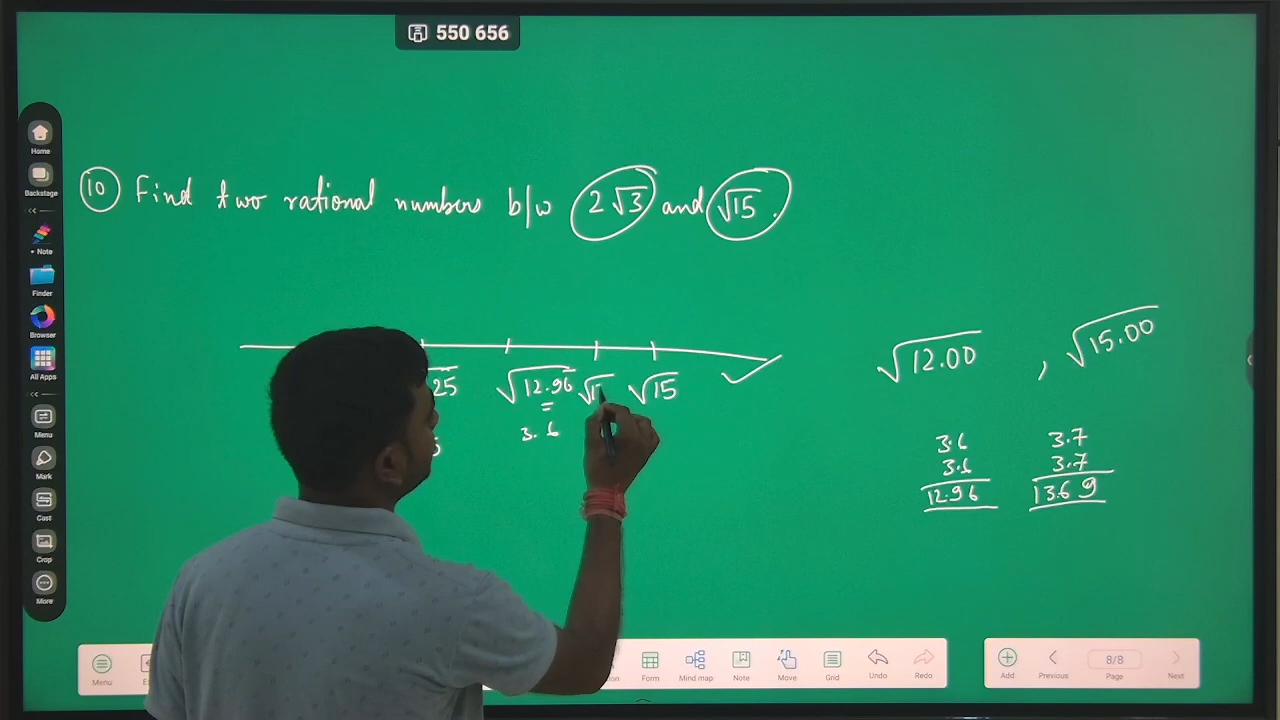 550 656
Home
Backstage
Note
Finder
Browser
All Apps
Menu
Mark
Cast
Crop
More
10 Find two rational numbers b/w 2√3 and √15.
25 √12.96 √1 √15
3.6
√12.00 , √15.00
3.6 3.7
3.6 3.7
12.96 13.69
Menu Form Mind map Note Move Grid Undo Redo
8/8
Add Previous Page Next